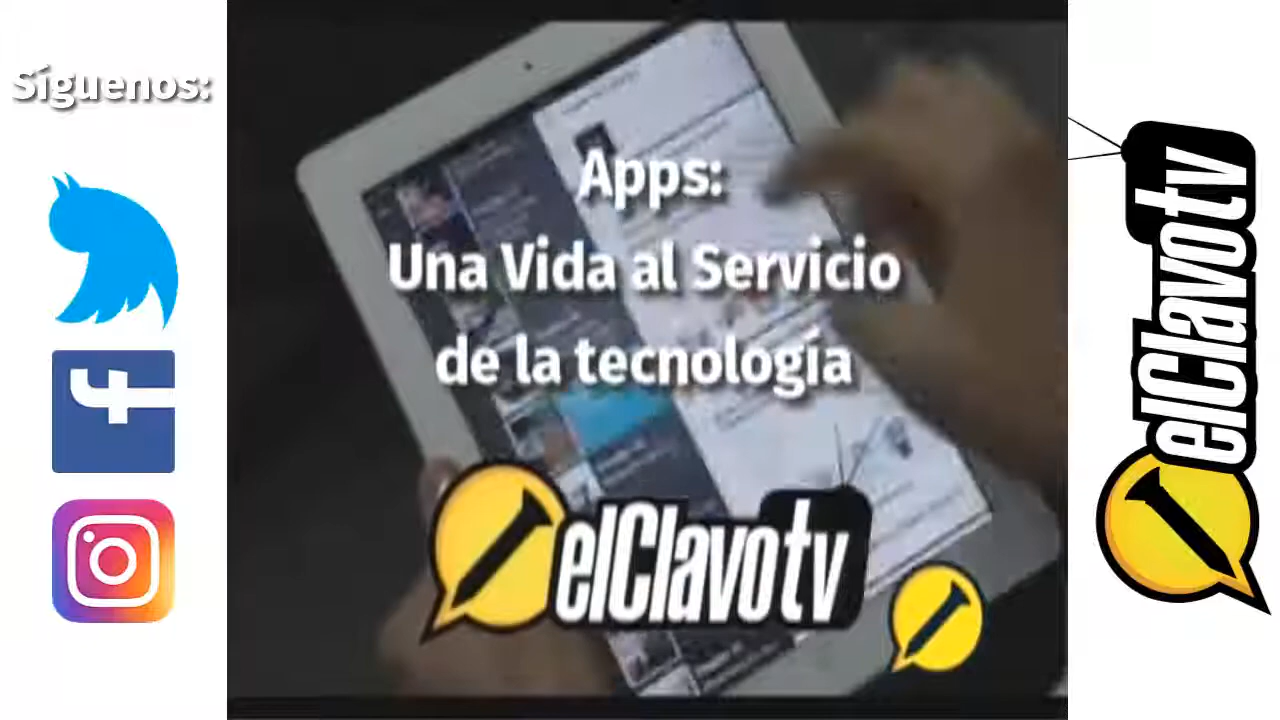 Síguenos:
Apps:
Una Vida al Servicio
de la tecnología
elClavotv
elClavotv